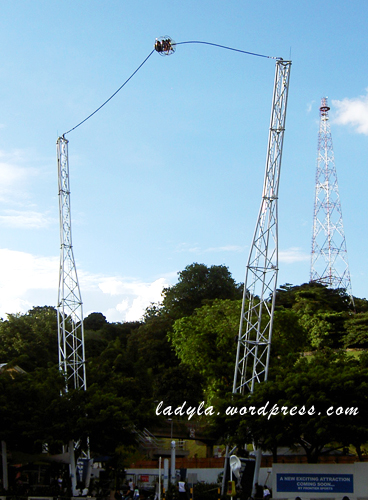 ladyla.wordpress.com
A NEW EXCITING ATTRACTION
COMING SOON...